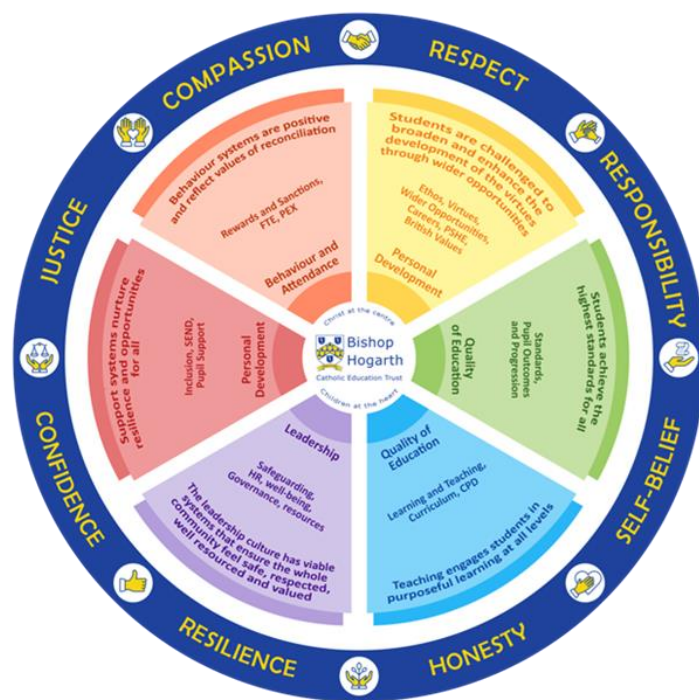 COMPASSION
RESPECT
RESPONSIBILITY
SELF-BELIEF
HONESTY
RESILIENCE
CONFIDENCE
JUSTICE
Behaviour systems are positive
and reflect values of reconciliation
Rewards and Sanctions,
FTE, PEX
Behaviour and
Attendance
Students are challenged to
broaden and enhance the
development of the virtues
through wider opportunities
Ethos, Virtues,
Wider Opportunities,
Careers, PSHE,
British Values
Personal
Development
Students achieve the
highest standards for all
Standards,
Pupil Outcomes
and Progression
Quality
of Education
Quality of
Education
Learning and Teaching,
Curriculum, CPD
Teaching engages students in
purposeful learning at all levels
Leadership
Safeguarding,
HR, well-being,
Governance, resources
The leadership culture has viable
systems that ensure the whole
community feel safe, respected,
well resourced and valued
Support systems nurture
resilience and opportunities
for all
Inclusion, SEND,
Pupil Support
Personal
Development
Christ at the centre
Bishop
Hogarth
Catholic Education Trust
Children at the heart